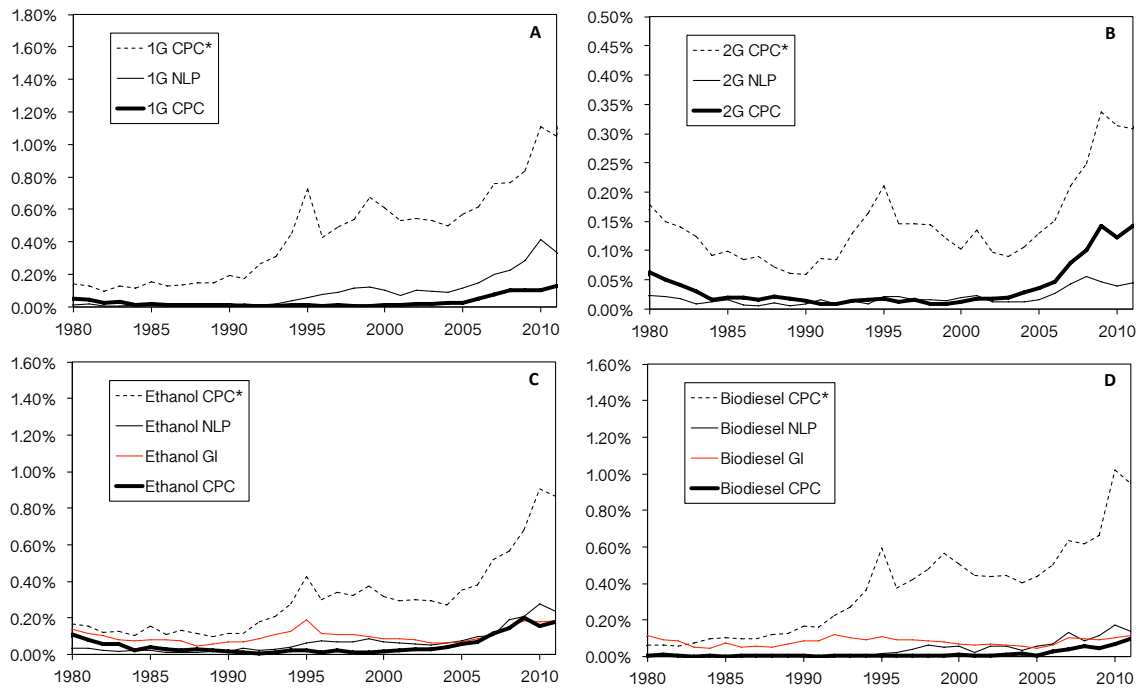 1.80%
1.60%
1.40%
1.20%
1.00%
0.80%
0.60%
0.40%
0.20%
0.00%
1980 1985 1990 1995 2000 2005 2010
A
1G CPC*
1G NLP
1G CPC
0.50%
0.45%
0.40%
0.35%
0.30%
0.25%
0.20%
0.15%
0.10%
0.05%
0.00%
1980 1985 1990 1995 2000 2005 2010
B
2G CPC*
2G NLP
2G CPC
1.60%
1.40%
1.20%
1.00%
0.80%
0.60%
0.40%
0.20%
0.00%
1980 1985 1990 1995 2000 2005 2010
C
Ethanol CPC*
Ethanol NLP
Ethanol GI
Ethanol CPC
1.60%
1.40%
1.20%
1.00%
0.80%
0.60%
0.40%
0.20%
0.00%
1980 1985 1990 1995 2000 2005 2010
D
Biodiesel CPC*
Biodiesel NLP
Biodiesel GI
Biodiesel CPC